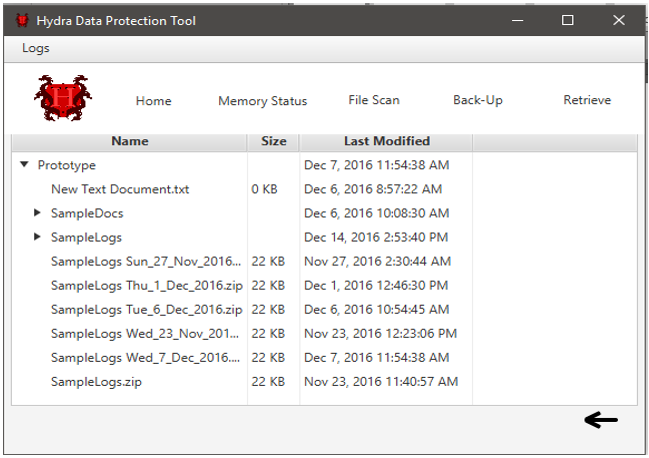 Hydra Data Protection Tool
Logs
H
Home Memory Status File Scan Back-Up Retrieve
Name Size Last Modified
Prototype Dec 7, 2016 11:54:38 AM
New Text Document.txt 0 KB Dec 6, 2016 8:57:22 AM
SampleDocs Dec 6, 2016 10:08:30 AM
SampleLogs Dec 14, 2016 2:53:40 PM
SampleLogs Sun_27_Nov_2016... 22 KB Nov 27, 2016 2:30:44 AM
SampleLogs Thu_1_Dec_2016.zip 22 KB Dec 1, 2016 12:46:30 PM
SampleLogs Tue_6_Dec_2016.zip 22 KB Dec 6, 2016 10:54:45 AM
SampleLogs Wed_23_Nov_201... 22 KB Nov 23, 2016 12:23:06 PM
SampleLogs Wed_7_Dec_2016.... 22 KB Dec 7, 2016 11:54:38 AM
SampleLogs.zip 22 KB Nov 23, 2016 11:40:57 AM